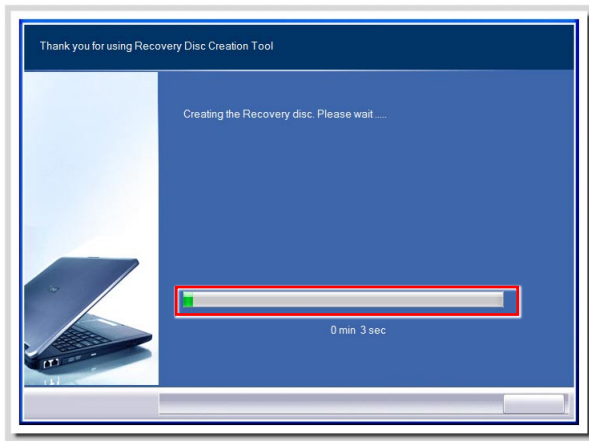 Thank you for using Recovery Disc Creation Tool
Creating the Recovery disc. Please wait .....
0 min 3 sec